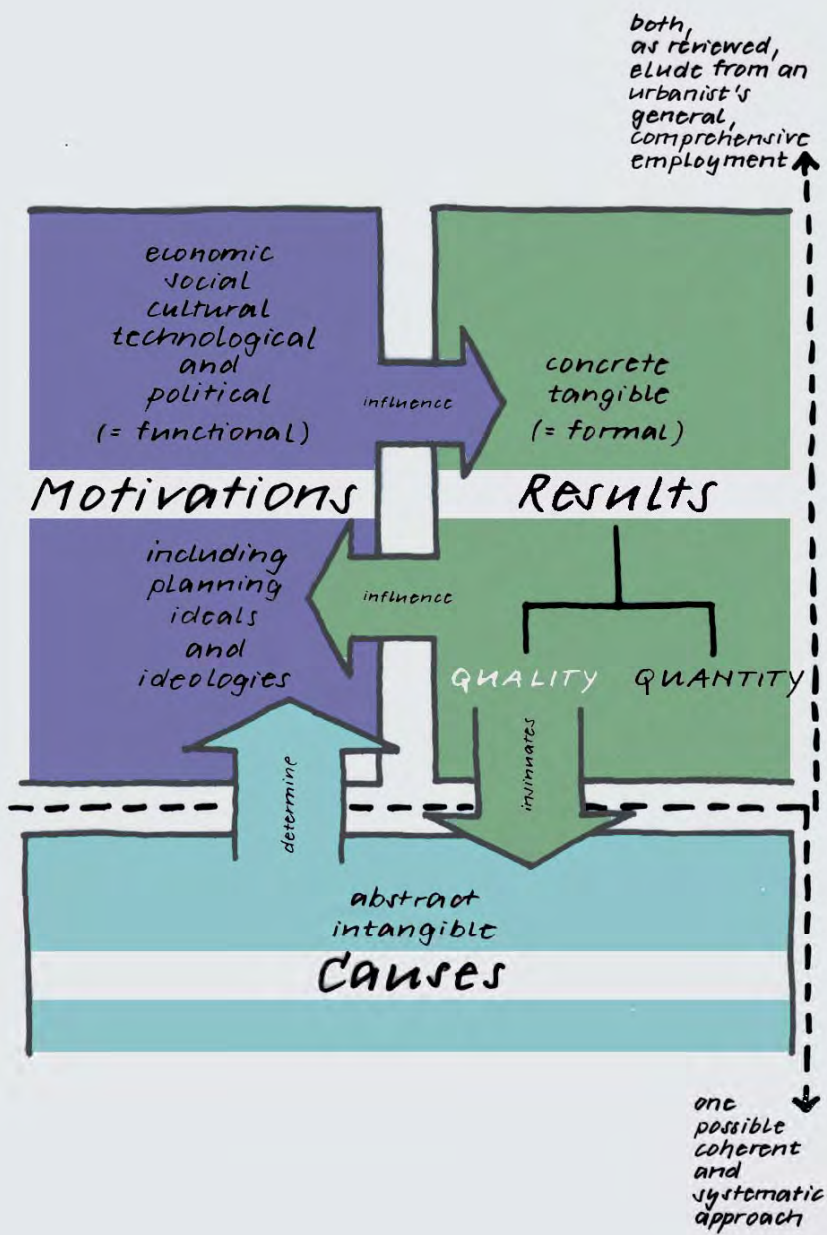 both,
as reviewed,
elude from an
urbanist's
general,
comprehensive
employment
economic
social
cultural
technological
and
political
(= functional)
influence
concrete
tangible
(= formal)
Motivations
Results
including
planning
ideals
and
ideologies
influence
QUALITY
QUANTITY
determine
insinuates
abstract
intangible
Causes
one
possible
coherent
and
systematic
approach